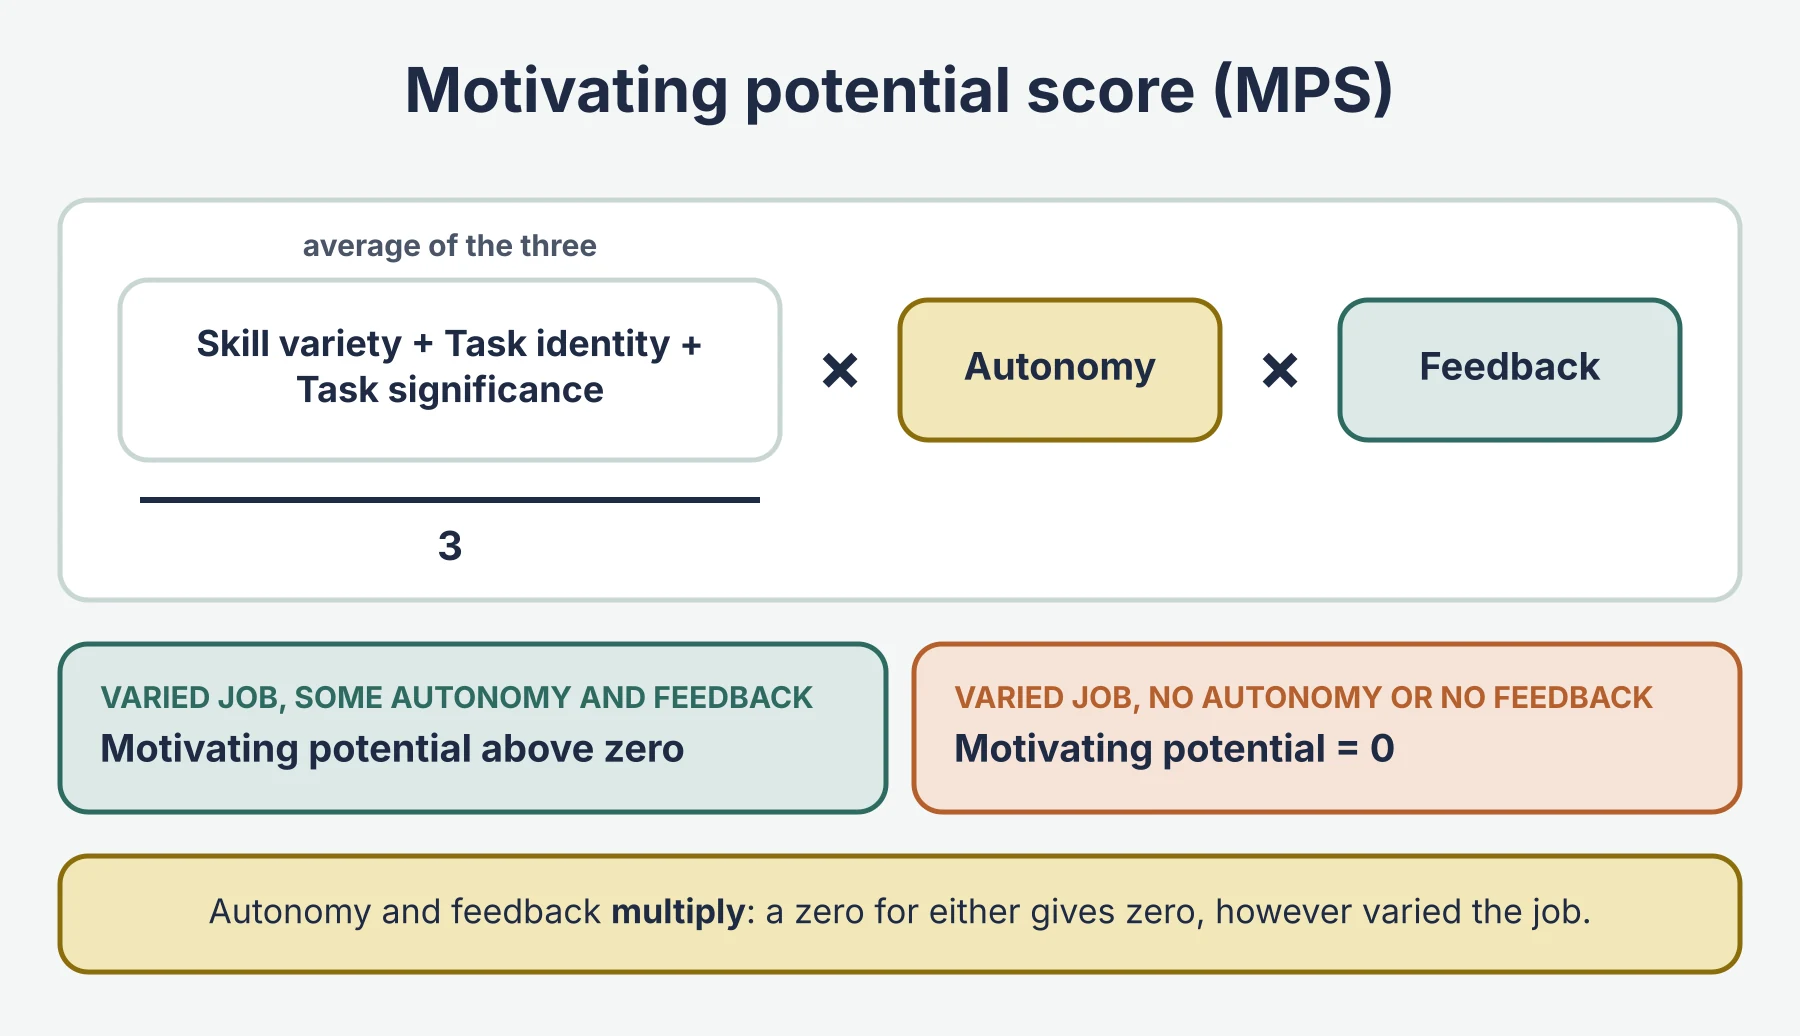 Motivating potential score (MPS)
average of the three
Skill variety + Task identity +
Task significance
3
×
Autonomy
×
Feedback
VARIED JOB, SOME AUTONOMY AND FEEDBACK
Motivating potential above zero
VARIED JOB, NO AUTONOMY OR NO FEEDBACK
Motivating potential = 0
Autonomy and feedback multiply: a zero for either gives zero, however varied the job.